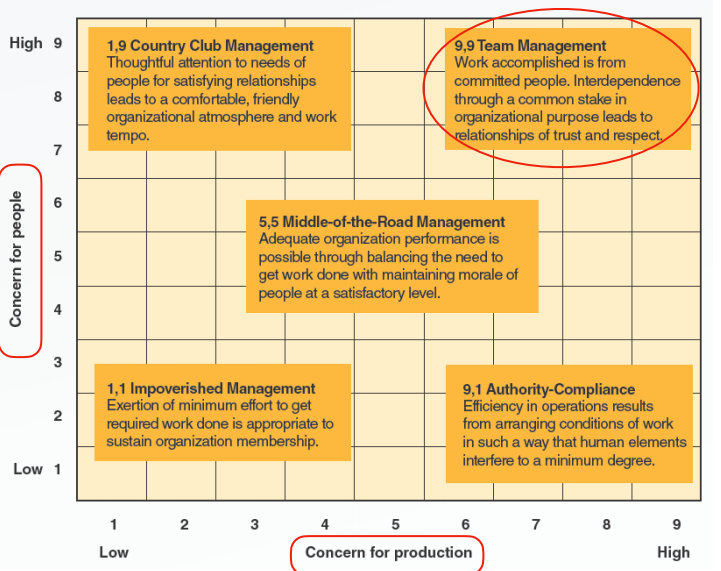 High 9
1,9 Country Club Management
Thoughtful attention to needs of
people for satisfying relationships
leads to a comfortable, friendly
organizational atmosphere and work
tempo.
9,9 Team Management
Work accomplished is from
committed people. Interdependence
through a common stake in
organizational purpose leads to
relationships of trust and respect.
8
7
Concern for people
6
5,5 Middle-of-the-Road Management
Adequate organization performance is
possible through balancing the need to
get work done with maintaining morale of
people at a satisfactory level.
5
4
3
1,1 Impoverished Management
Exertion of minimum effort to get
required work done is appropriate to
sustain organization membership.
9,1 Authority-Compliance
Efficiency in operations results
from arranging conditions of work
in such a way that human elements
interfere to a minimum degree.
2
Low 1
1 2 3 4 5 6 7 8 9
Low Concern for production High